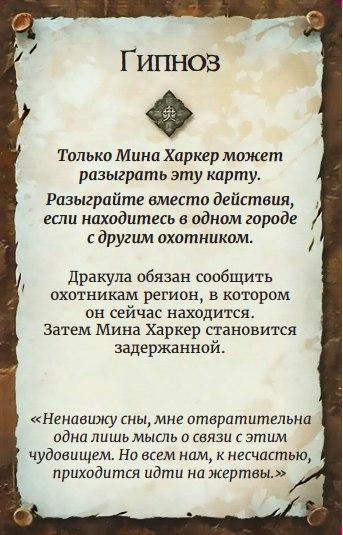 Гипноз
Только Мина Харкер может
разыграть эту карту.
Разыграйте вместо действия,
если находитесь в одном городе
с другим охотником.
Дракула обязан сообщить
охотникам регион, в котором
он сейчас находится.
Затем Мина Харкер становится
задержанной.
«Ненавижу сны, мне отвратительна
одна лишь мысль о связи с этим
чудовищем. Но всем нам, к несчастью,
приходится идти на жертвы.»